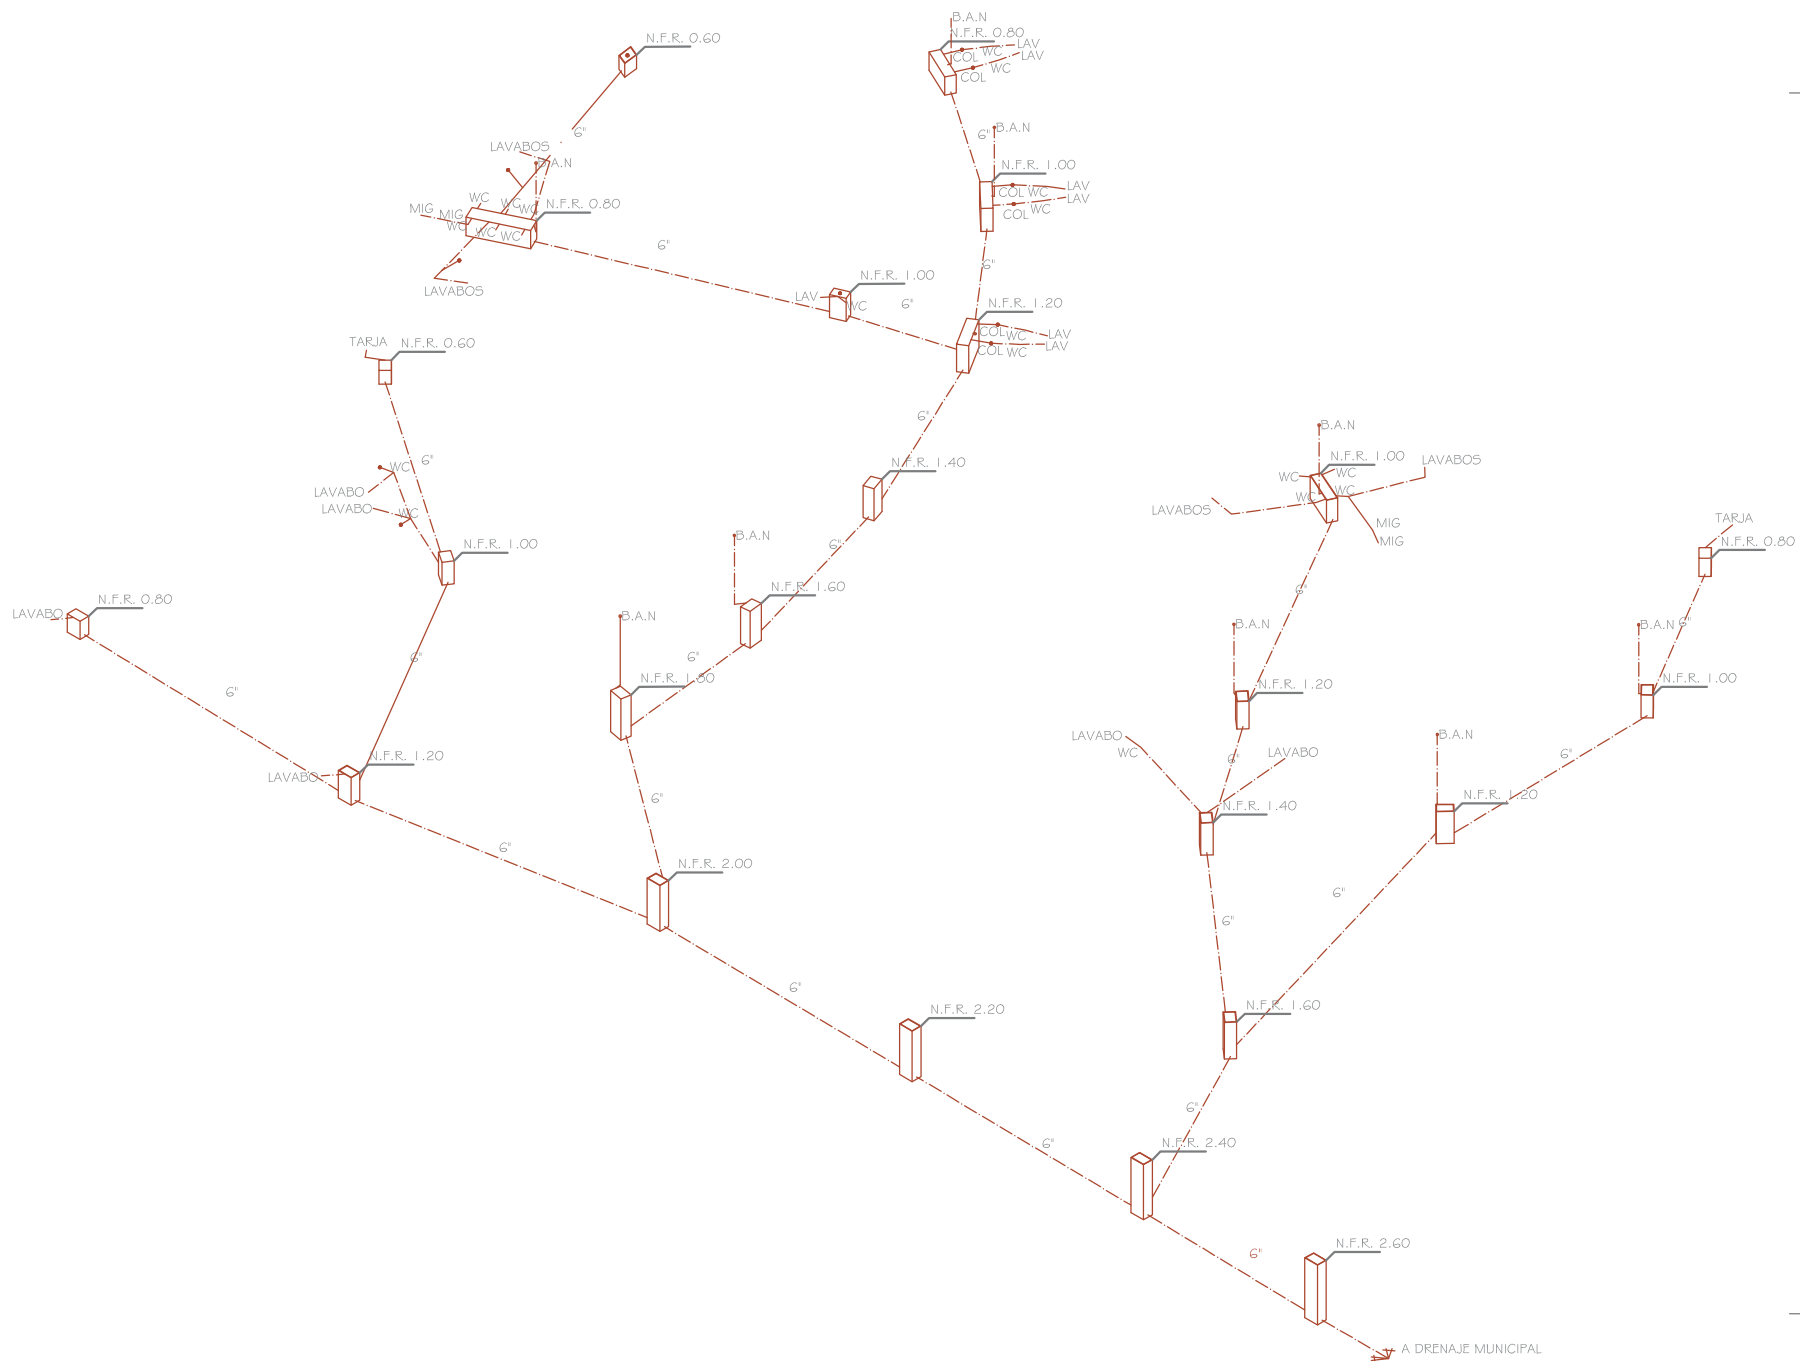 B.A.N
N.F.R. 0.80
N.F.R. 0.60
LAV
WC
LAV
COL
WC
COL
6"
6"
B.A.N
LAVABOS
B.A.N
N.F.R. 1.00
LAV
COL WC
LAV
WC
COL
WC
WC
WC
N.F.R. 0.80
MIG
MIG
WC
WC
WC
6"
6"
LAVABOS
N.F.R. 1.00
LAV
WC
6"
N.F.R. 1.20
COL
WC
LAV
COL
WC
LAV
TARJA
N.F.R. 0.60
6"
B.A.N
N.F.R. 1.00
LAVABOS
WC
WC
WC
WC
LAVABOS
MIG
MIG
N.F.R. 1.40
6"
WC
LAVABO
LAVABO
WC
TARJA
N.F.R. 0.80
B.A.N
6"
N.F.R. 1.00
N.F.R. 1.60
6"
LAVABO
N.F.R. 0.80
B.A.N
B.A.N
B.A.N
6"
6"
6"
N.F.R. 1.80
N.F.R. 1.20
N.F.R. 1.00
6"
LAVABO
WC
LAVABO
6"
B.A.N
6"
N.F.R. 1.20
LAVABO
6"
N.F.R. 1.40
N.F.R. 1.20
6"
N.F.R. 2.00
6"
6"
6"
N.F.R. 2.20
N.F.R. 1.60
6"
6"
N.F.R. 2.40
6"
N.F.R. 2.60
A DRENAJE MUNICIPAL